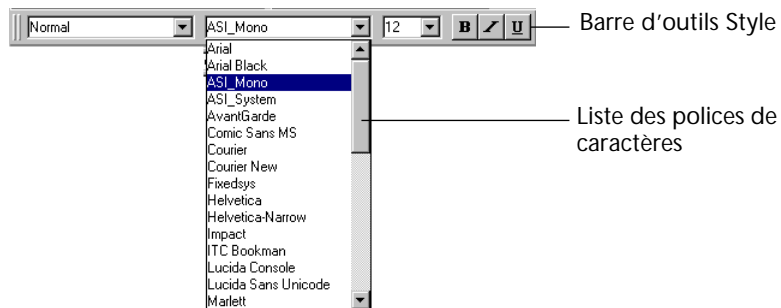 Normal ASI_Mono 12 B I U Barre d'outils Style
Arial
Arial Black
ASI_Mono
ASI_System
AvantGarde
Comic Sans MS
Courier
Courier New
Fixedsys
Helvetica
Helvetica-Narrow
Impact
ITC Bookman
Lucida Console
Lucida Sans Unicode
Marlett
Liste des polices de
caractères